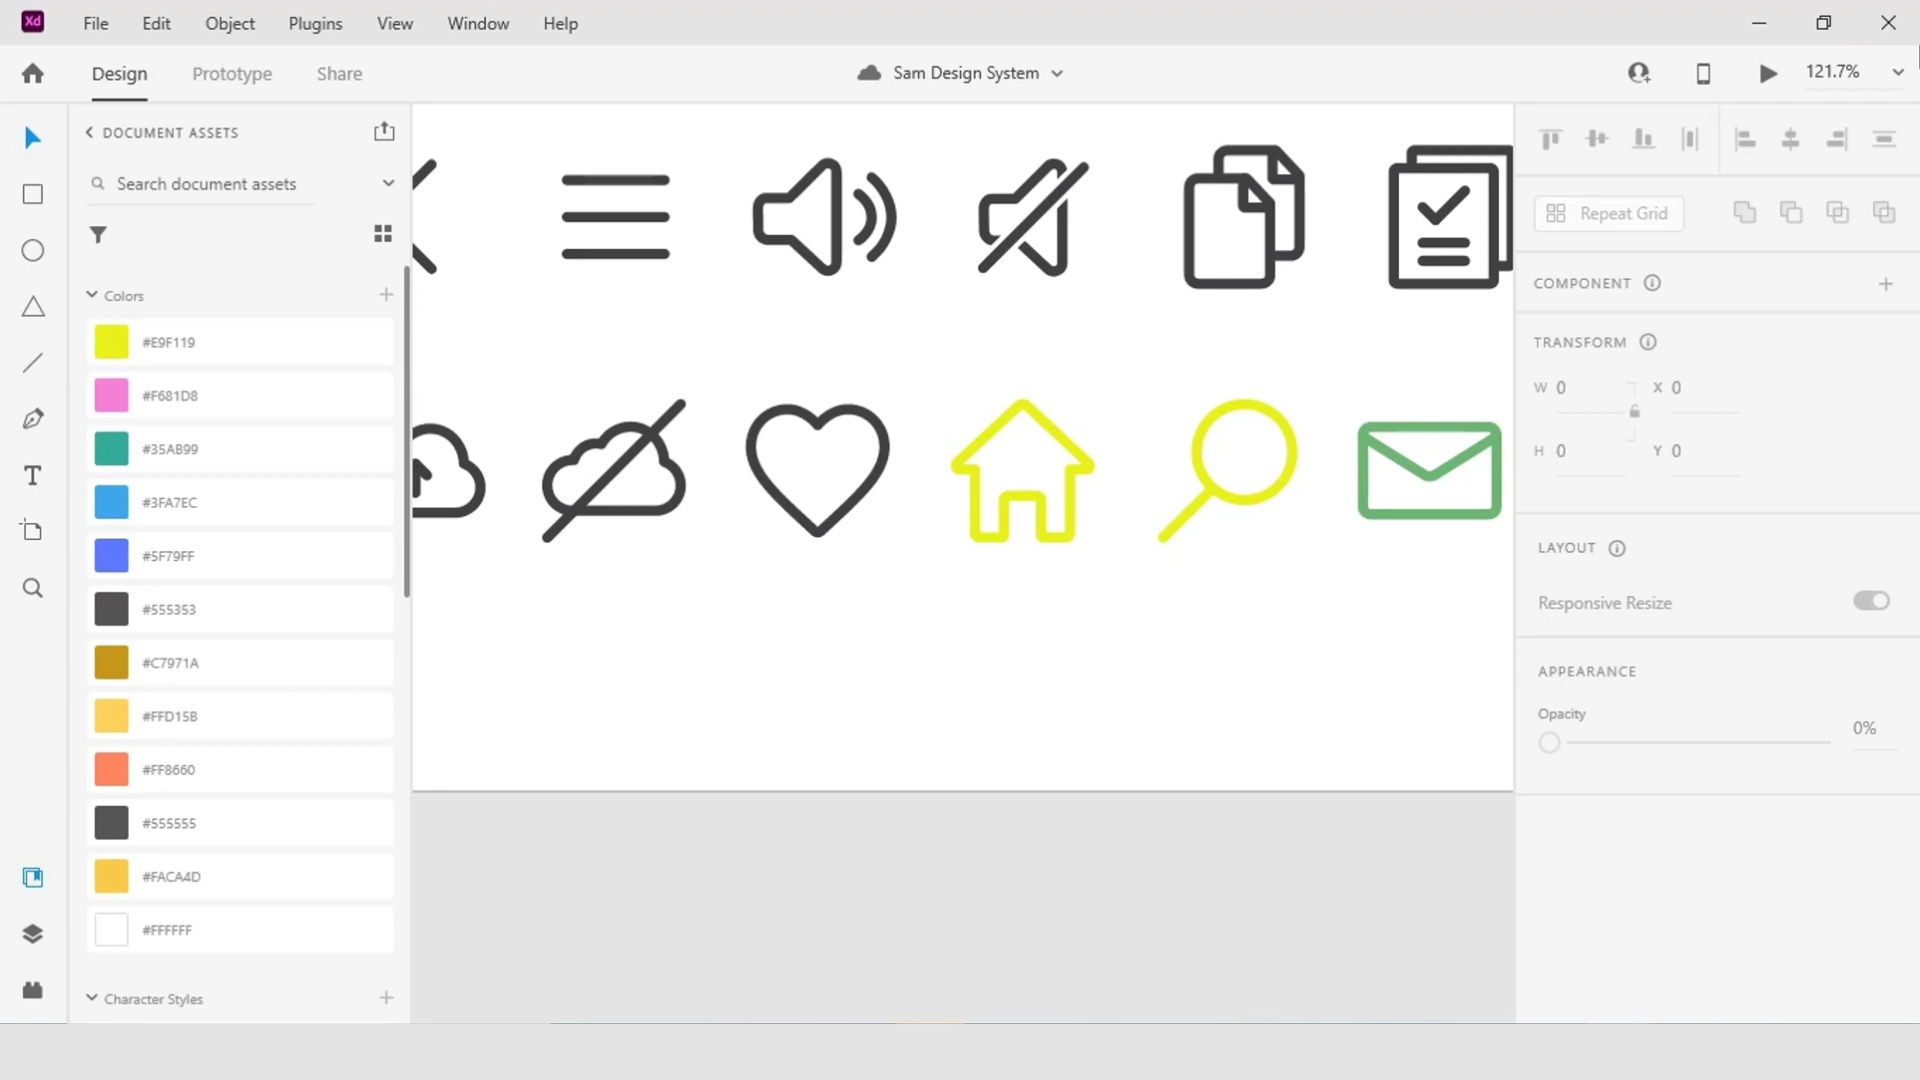 Xd File Edit Object Plugins View Window Help
Design Prototype Share Sam Design System 121.7%
DOCUMENT ASSETS
Search document assets
Colors
#E9F119
#F681D8
#35AB99
#3FA7EC
#5F79FF
#555353
#C7971A
#FFD15B
#FF8660
#555555
#FACA4D
#FFFFFF
Character Styles
T
Repeat Grid
COMPONENT
TRANSFORM
W 0 X 0
H 0 Y 0
LAYOUT
Responsive Resize
APPEARANCE
Opacity
0%